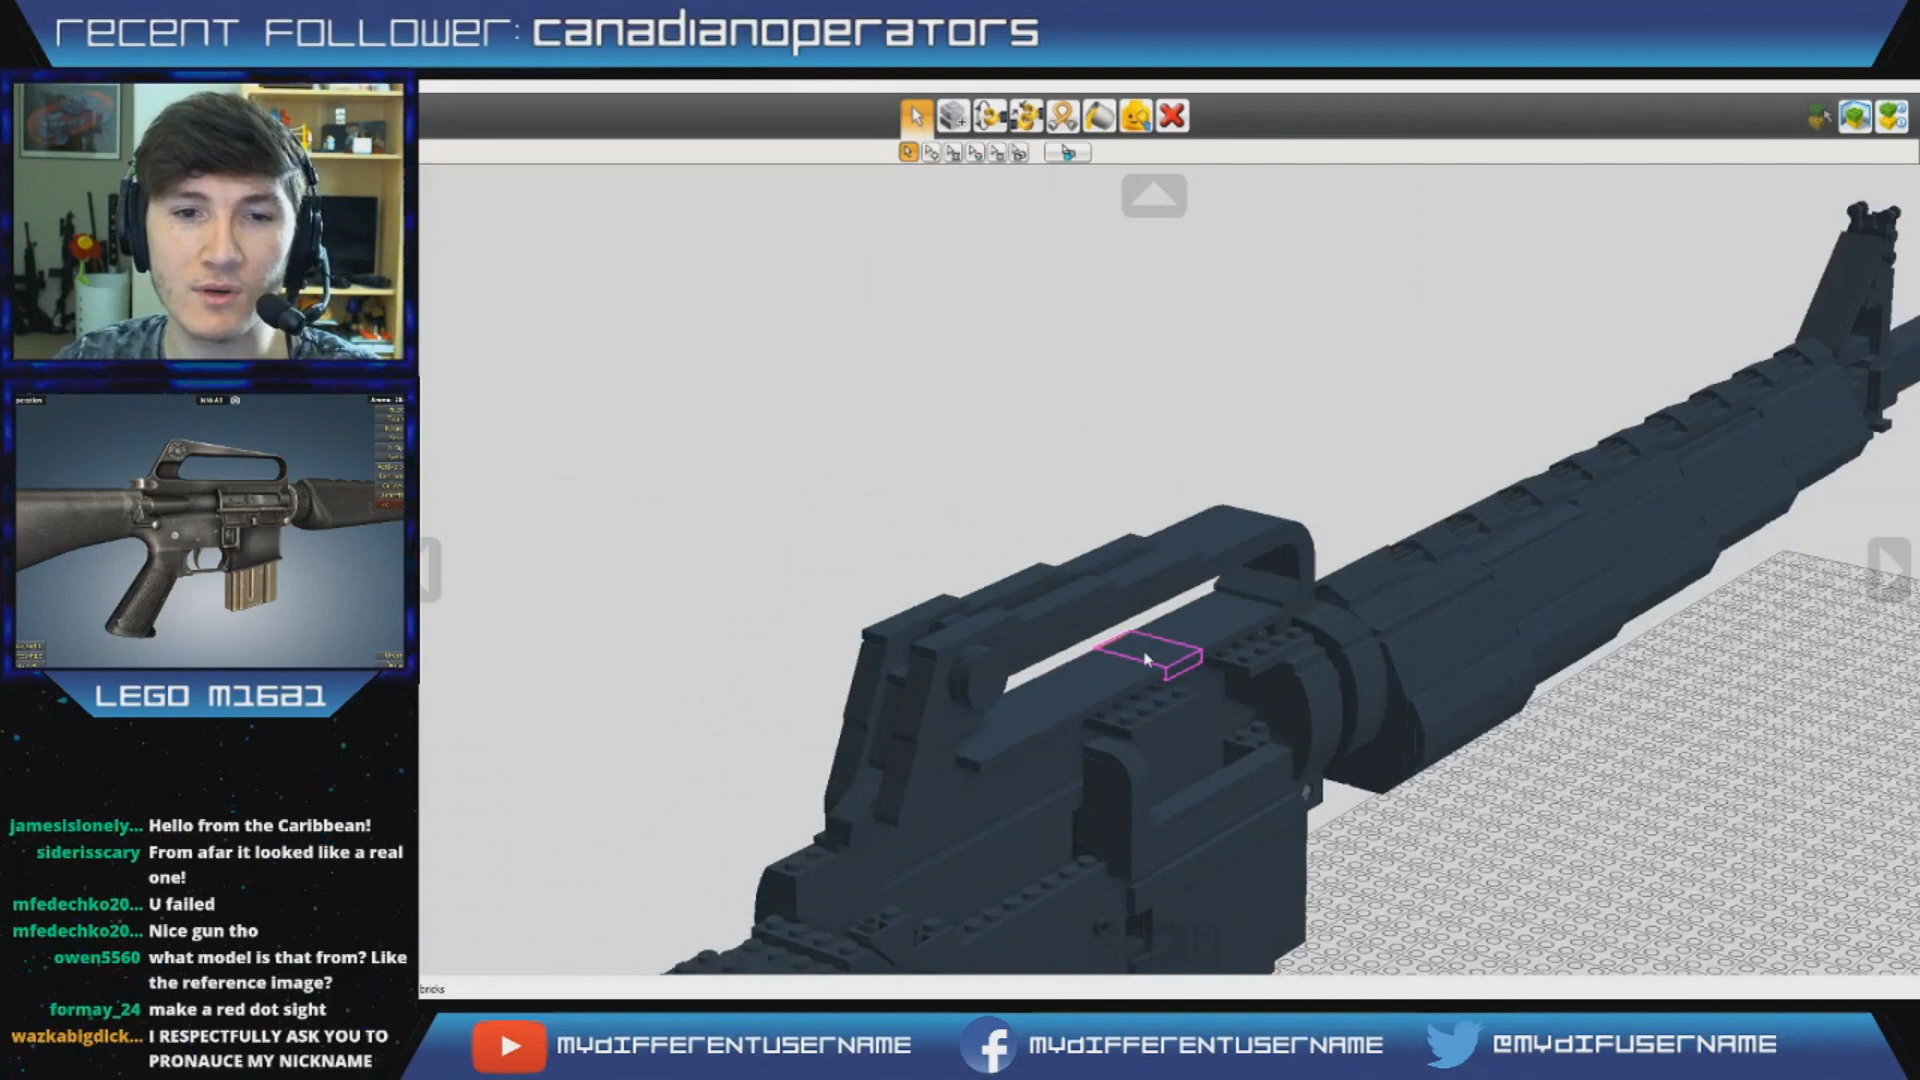 RECENT FOLLOWER: CANADIANOPERATORS
M16A1
LEGO M16A1
jamesislonely... Hello from the Caribbean!
siderisscary From afar it looked like a real
one!
mfedechko20... U failed
mfedechko20... Nice gun tho
owen5560 what model is that from? Like
the reference image?
formay_24 make a red dot sight
wazkabigdlck... I RESPECTFULLY ASK YOU TO
PRONAUCE MY NICKNAME
bricks
MYDIFFERENTUSERNAME
MYDIFFERENTUSERNAME
@MYDIFUSERNAME